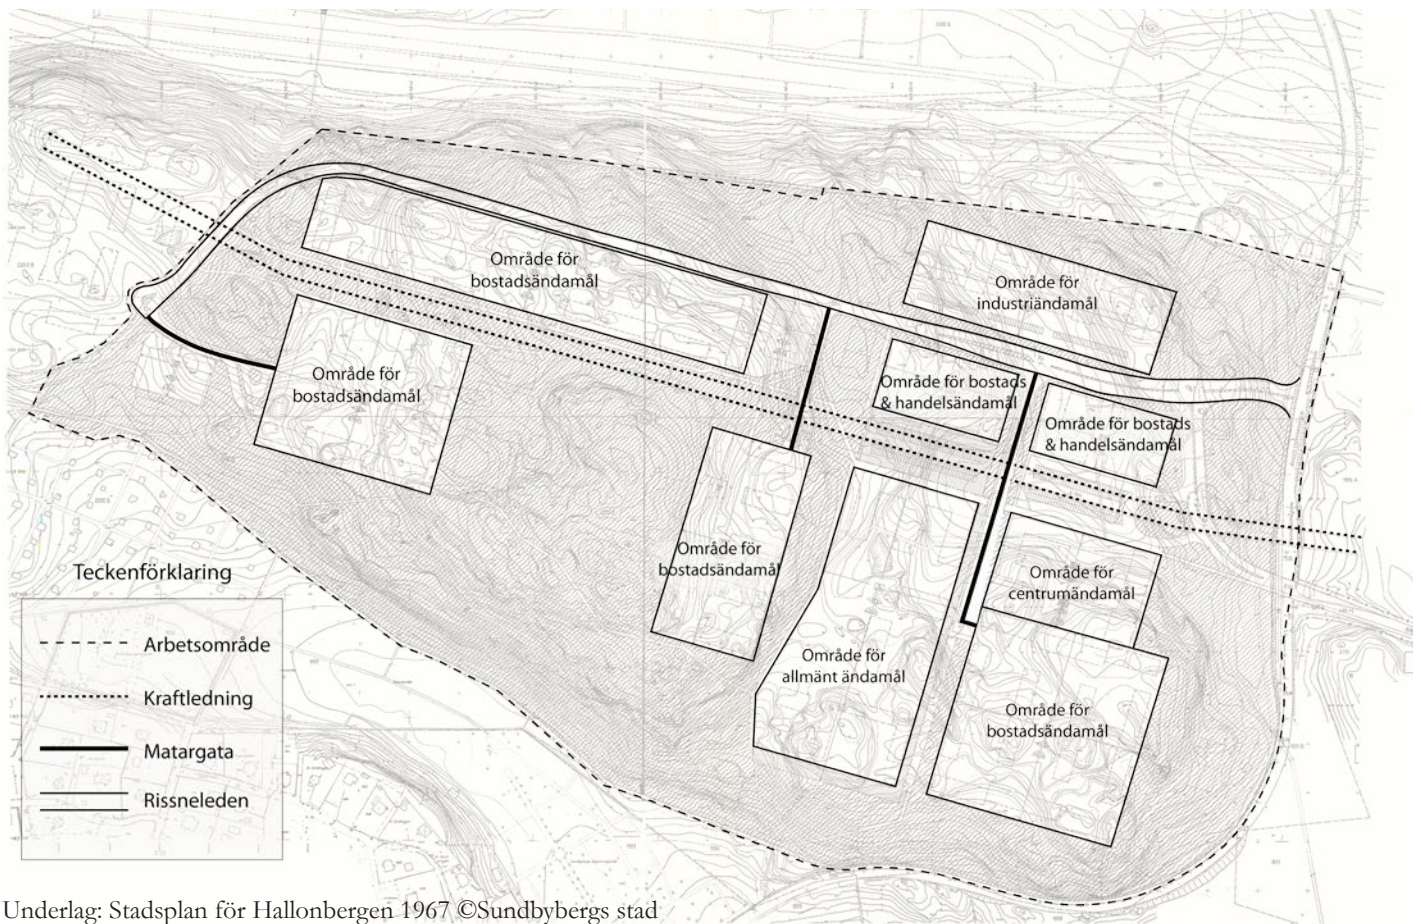 Område för
bostadsändamål
Område för
industriändamål
Område för
bostadsändamål
Område för bostads
& handelsändamål
Område för bostads
& handelsändamål
Område för
bostadsändamål
Område för
centrumändamål
Område för
allmänt ändamål
Område för
bostadsändamål
Teckenförklaring
Arbetsområde
Kraftledning
Matargata
Rissneleden
Underlag: Stadsplan för Hallonbergen 1967 ©Sundbybergs stad